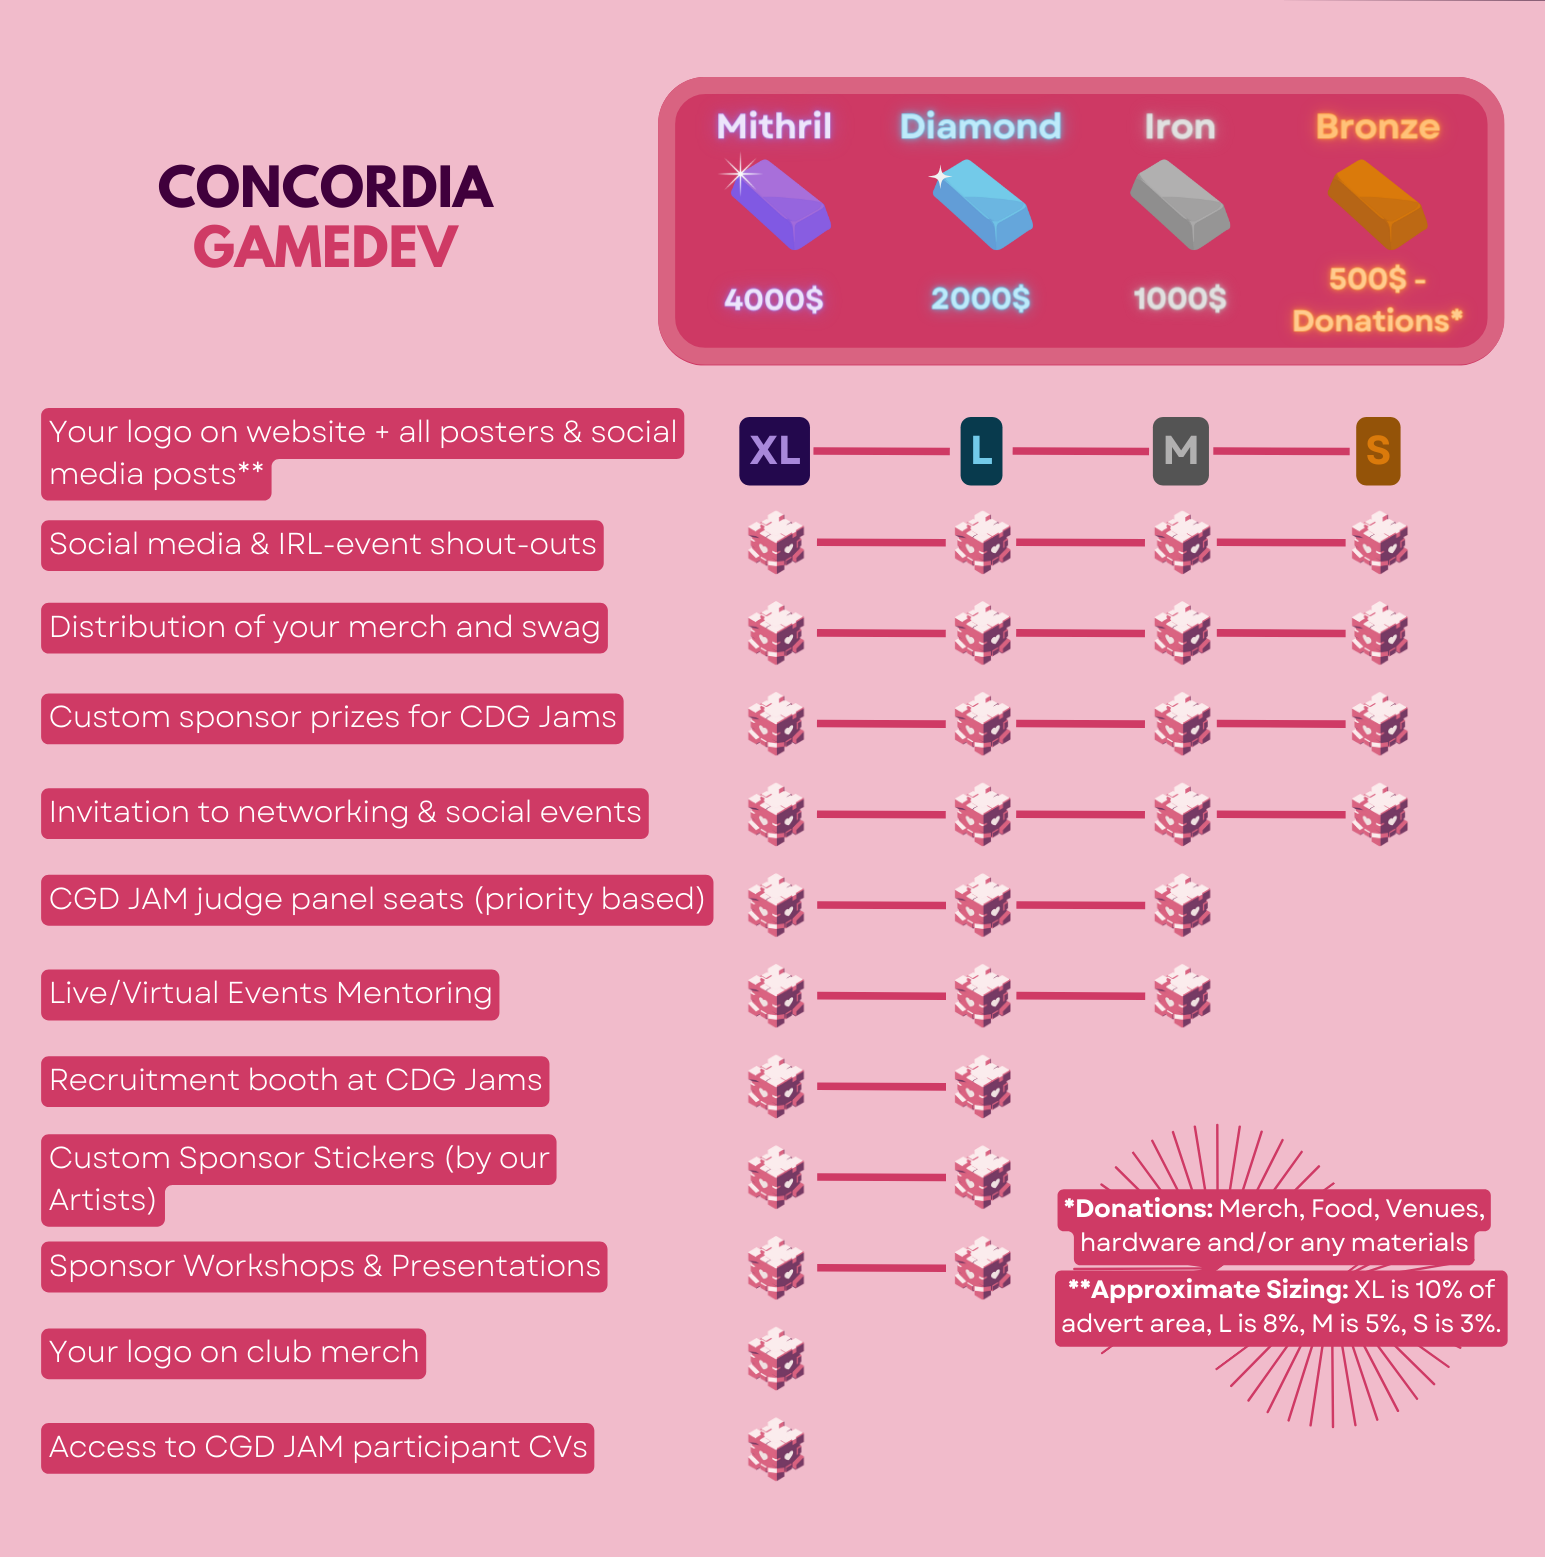 CONCORDIA
GAMEDEV
Mithril
Diamond
Iron
Bronze
4000$
2000$
1000$
500$ -
Donations*
Your logo on website + all posters & social
media posts**
XL
L
M
S
Social media & IRL-event shout-outs
Distribution of your merch and swag
Custom sponsor prizes for CDG Jams
Invitation to networking & social events
CGD JAM judge panel seats (priority based)
Live/Virtual Events Mentoring
Recruitment booth at CDG Jams
Custom Sponsor Stickers (by our
Artists)
Sponsor Workshops & Presentations
Your logo on club merch
Access to CGD JAM participant CVs
*Donations: Merch, Food, Venues,
hardware and/or any materials
**Approximate Sizing: XL is 10% of
advert area, L is 8%, M is 5%, S is 3%.